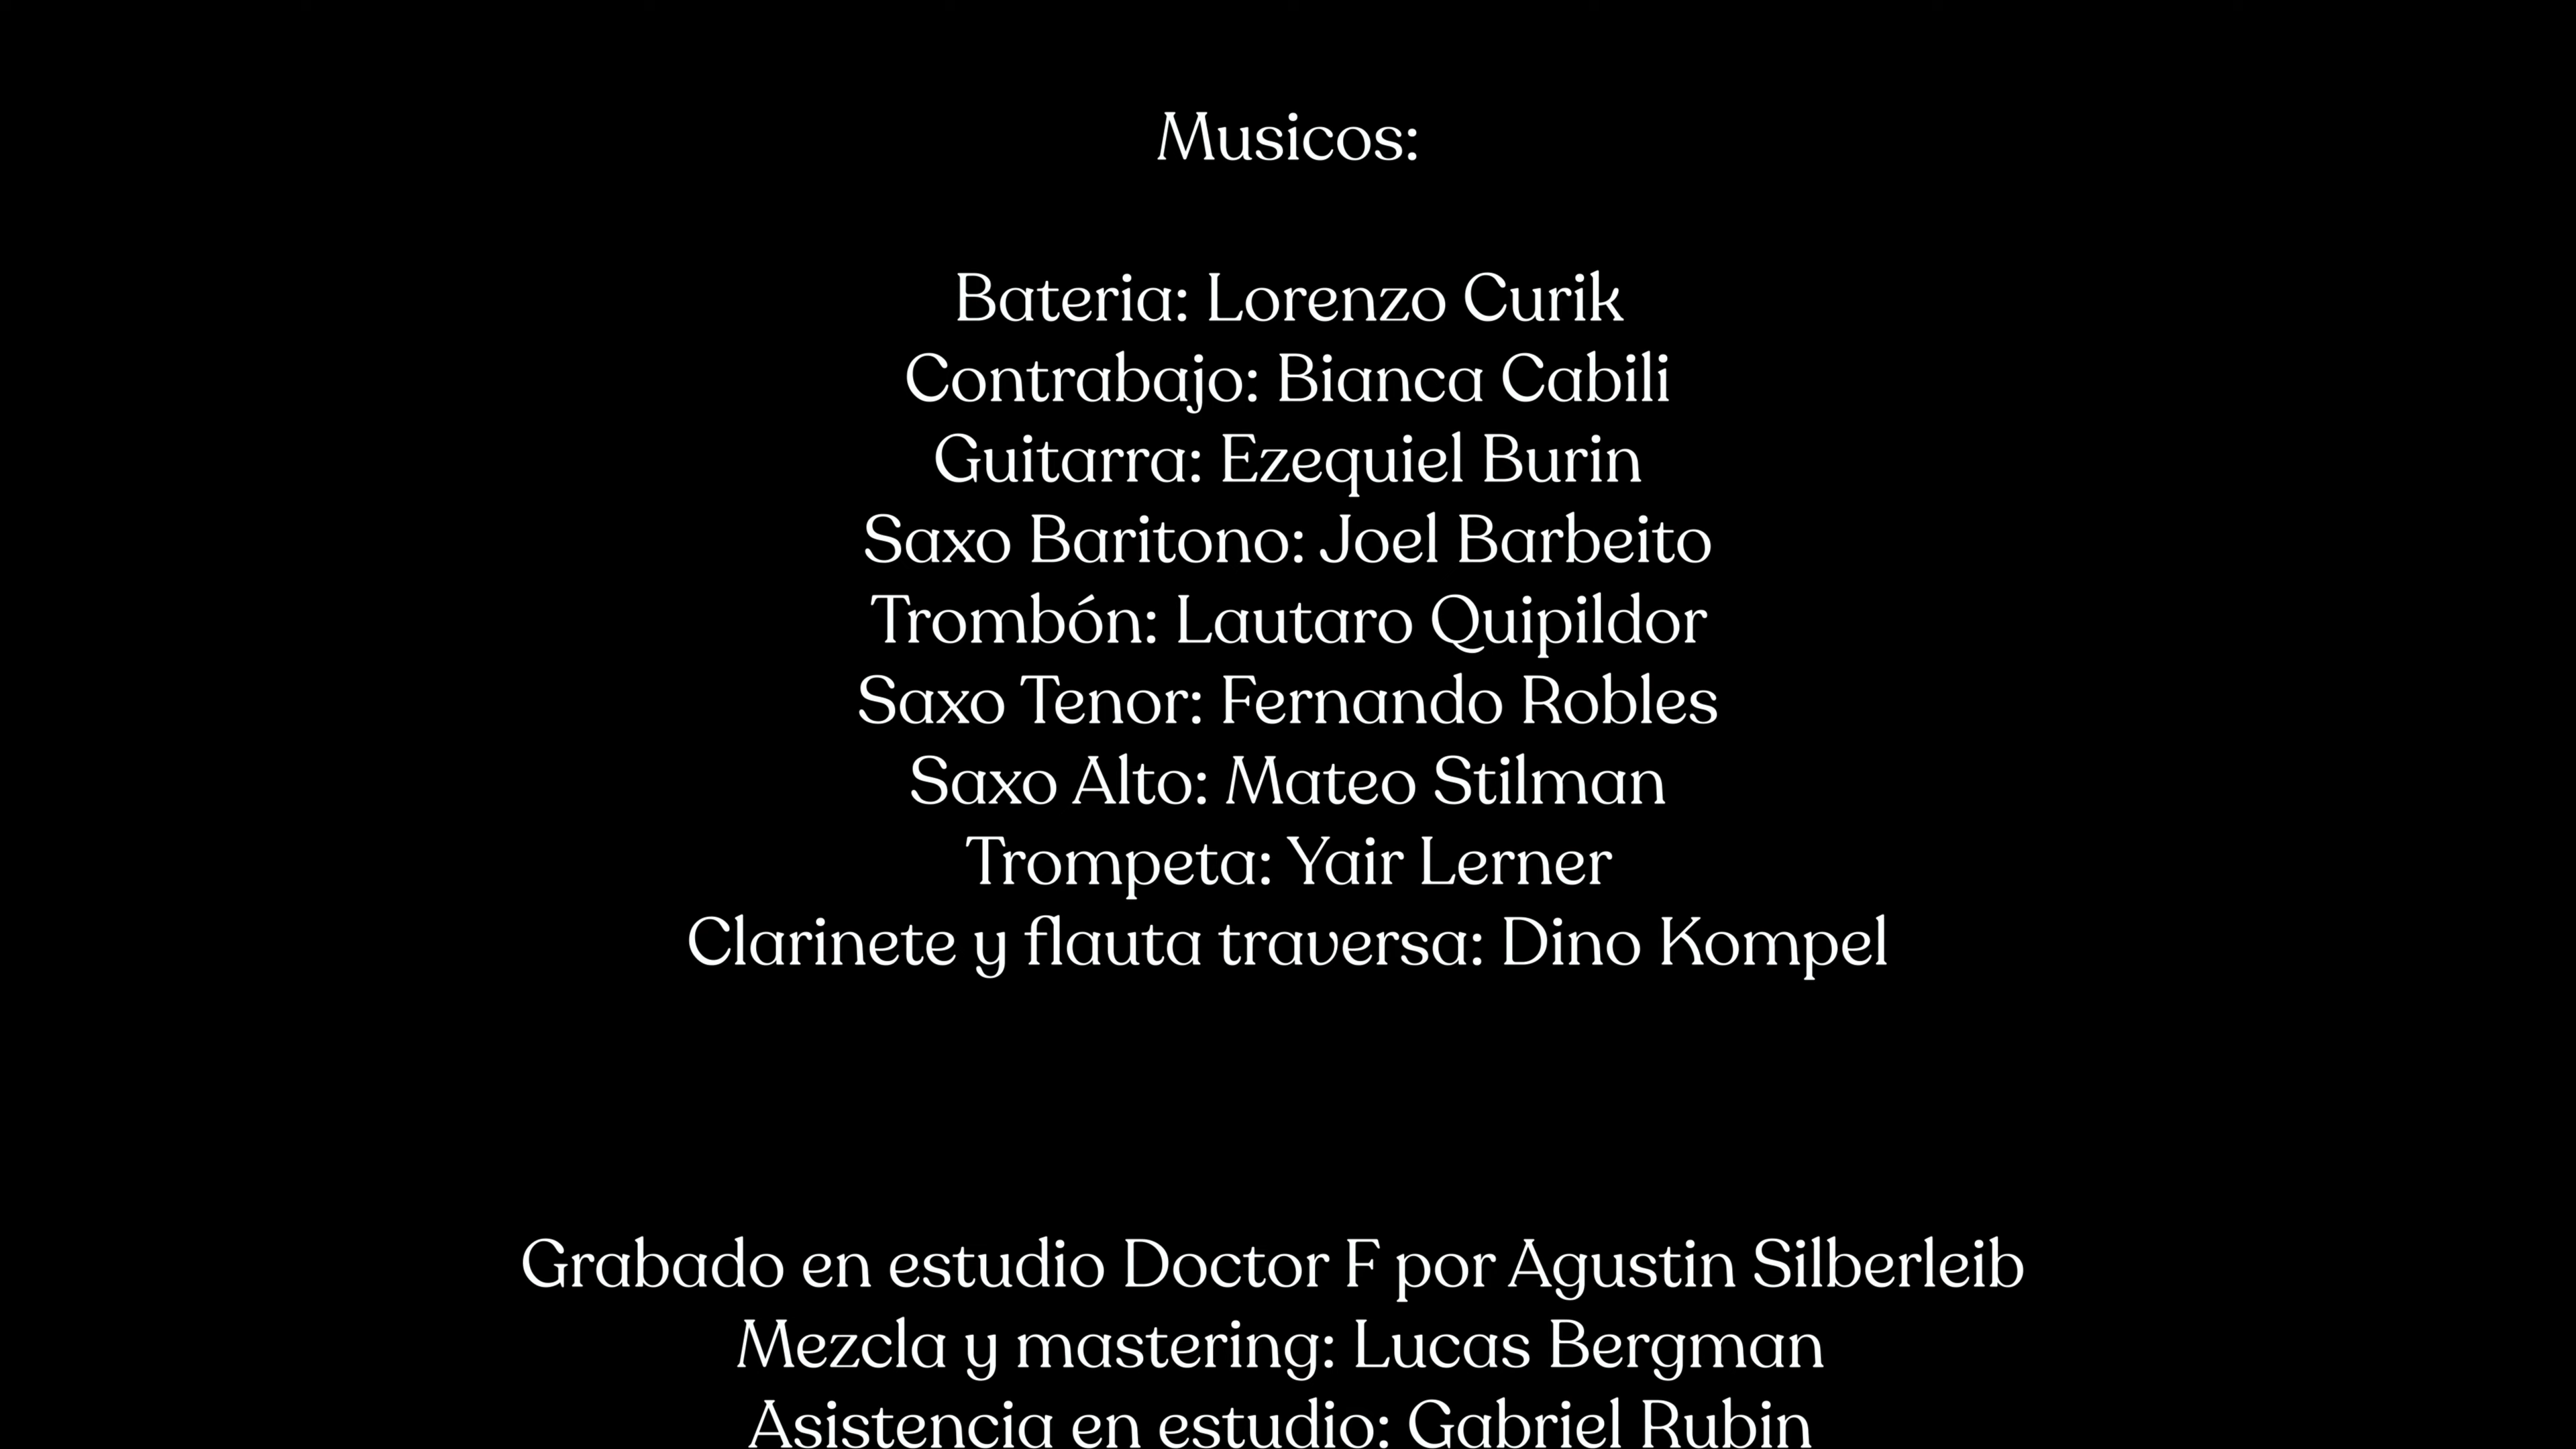 Musicos:
Bateria: Lorenzo Curik
Contrabajo: Bianca Cabili
Guitarra: Ezequiel Burin
Saxo Baritono: Joel Barbeito
Trombón: Lautaro Quipildor
Saxo Tenor: Fernando Robles
Saxo Alto: Mateo Stilman
Trompeta: Yair Lerner
Clarinete y flauta traversa: Dino Kompel
Grabado en estudio Doctor F por Agustin Silberleib
Mezcla y mastering: Lucas Bergman
Asistencia en estudio: Gabriel Rubin